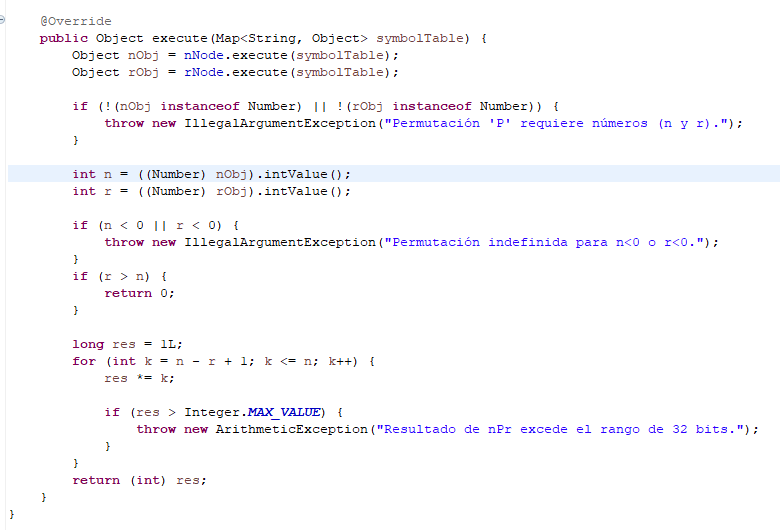 @Override
public Object execute(Map<String, Object> symbolTable) {
Object nObj = nNode.execute(symbolTable);
Object rObj = rNode.execute(symbolTable);
if (!(nObj instanceof Number) || !(rObj instanceof Number)) {
throw new IllegalArgumentException("Permutación 'P' requiere números (n y r).");
}
int n = ((Number) nObj).intValue();
int r = ((Number) rObj).intValue();
if (n < 0 || r < 0) {
throw new IllegalArgumentException("Permutación indefinida para n<0 o r<0.");
}
if (r > n) {
return 0;
}
long res = 1L;
for (int k = n - r + 1; k <= n; k++) {
res *= k;
if (res > Integer.MAX_VALUE) {
throw new ArithmeticException("Resultado de nPr excede el rango de 32 bits.");
}
}
return (int) res;
}
}